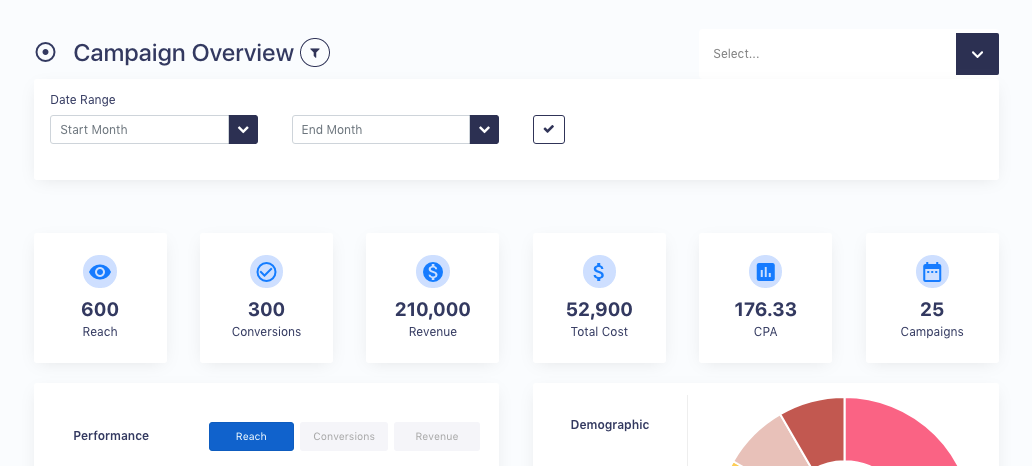 Campaign Overview
Select...
Date Range
Start Month
End Month
600
Reach
300
Conversions
210,000
Revenue
52,900
Total Cost
176.33
CPA
25
Campaigns
Performance
Reach
Conversions
Revenue
Demographic